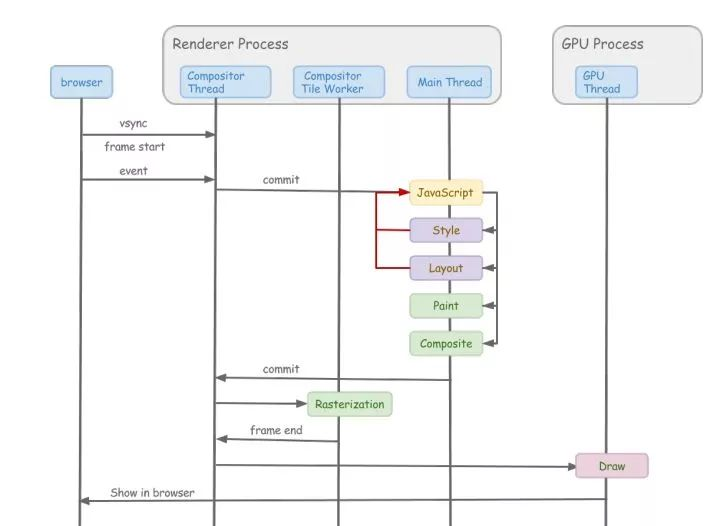 Renderer Process
GPU Process
browser
Compositor
Thread
Compositor
Tile Worker
Main Thread
GPU
Thread
vsync
frame start
event
commit
JavaScript
Style
Layout
Paint
Composite
commit
Rasterization
frame end
Draw
Show in browser